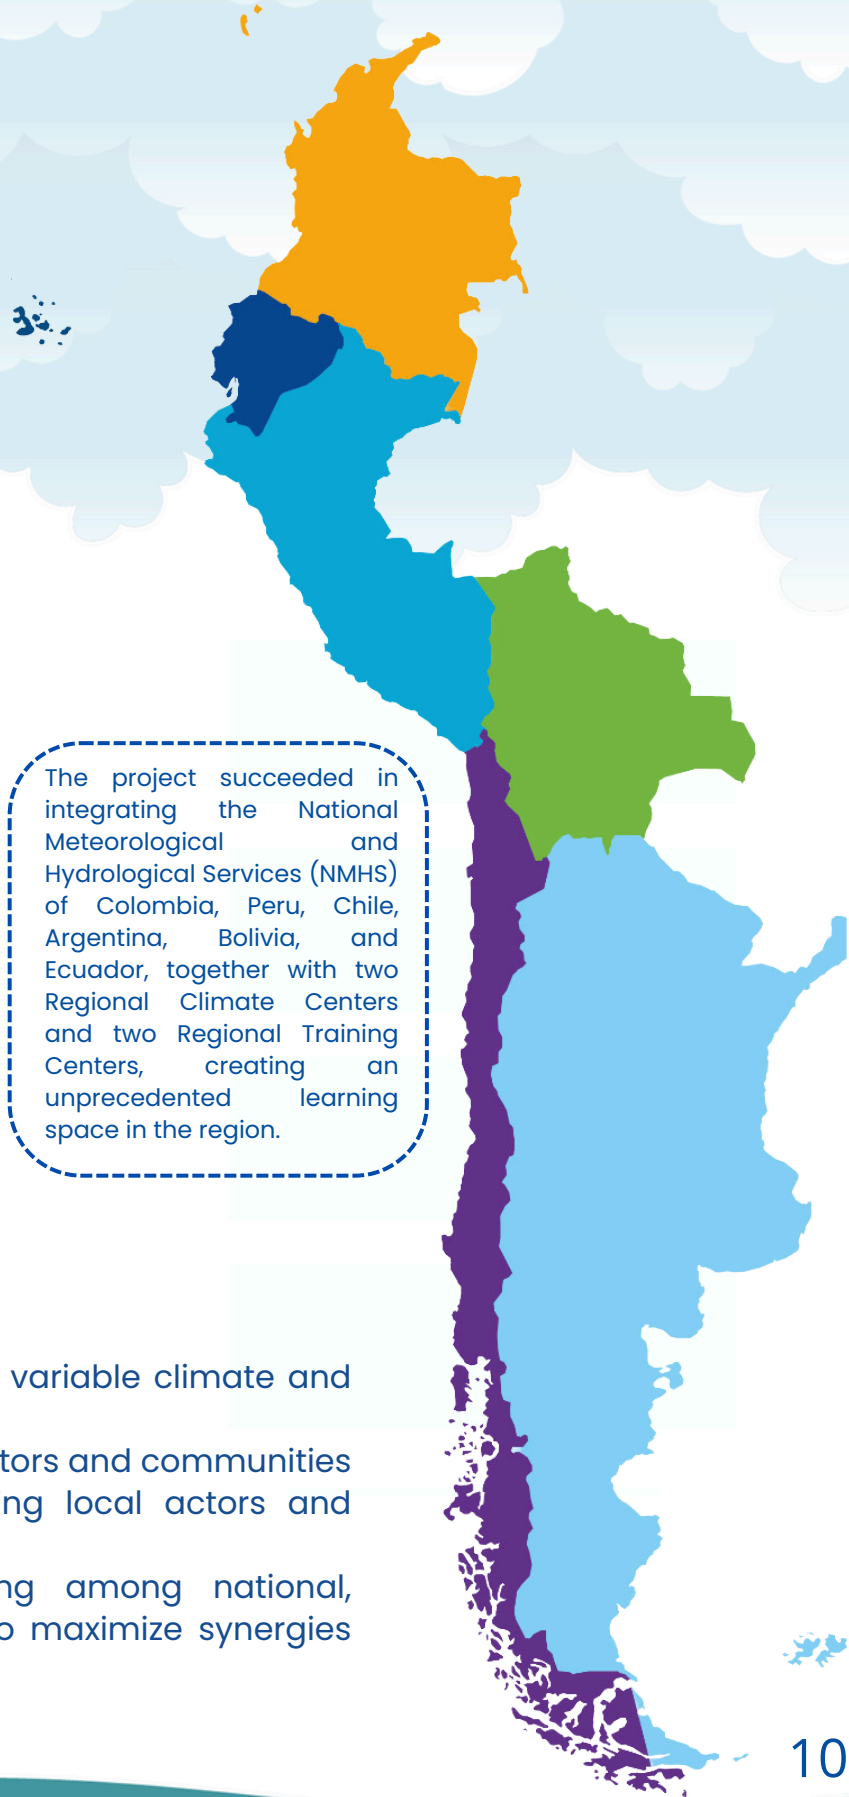 The project succeeded in
integrating the National
Meteorological and
Hydrological Services (NMHS)
of Colombia, Peru, Chile,
Argentina, Bolivia, and
Ecuador, together with two
Regional Climate Centers
and two Regional Training
Centers, creating an
unprecedented learning
space in the region.
variable climate and
tors and communities
ng local actors and
ng among national,
o maximize synergies
10